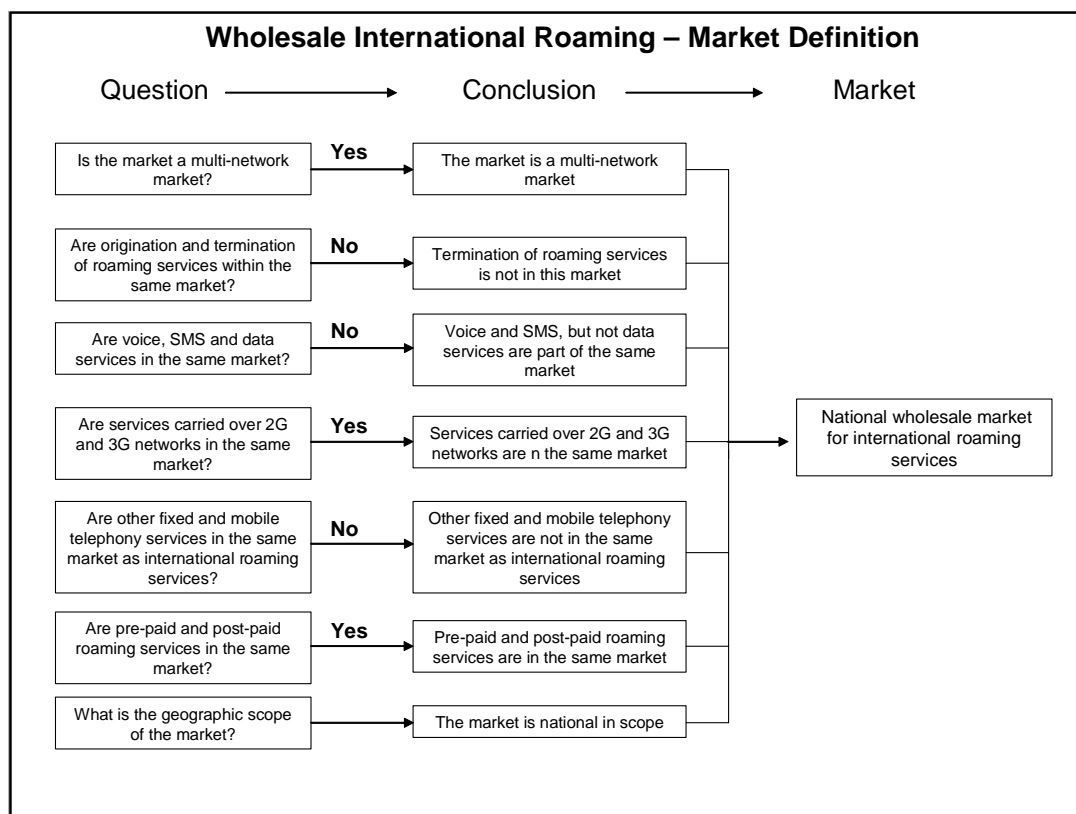 Wholesale International Roaming – Market Definition
Question
Conclusion
Market
Is the market a multi-network
market?
Yes
The market is a multi-network
market
Are origination and termination
of roaming services within the
same market?
No
Termination of roaming services
is not in this market
Are voice, SMS and data
services in the same market?
No
Voice and SMS, but not data
services are part of the same
market
Are services carried over 2G
and 3G networks in the same
market?
Yes
Services carried over 2G and 3G
networks are n the same market
Are other fixed and mobile
telephony services in the same
market as international roaming
services?
No
Other fixed and mobile telephony
services are not in the same
market as international roaming
services
Are pre-paid and post-paid
roaming services in the same
market?
Yes
Pre-paid and post-paid roaming
services are in the same market
What is the geographic scope
of the market?
The market is national in scope
National wholesale market
for international roaming
services